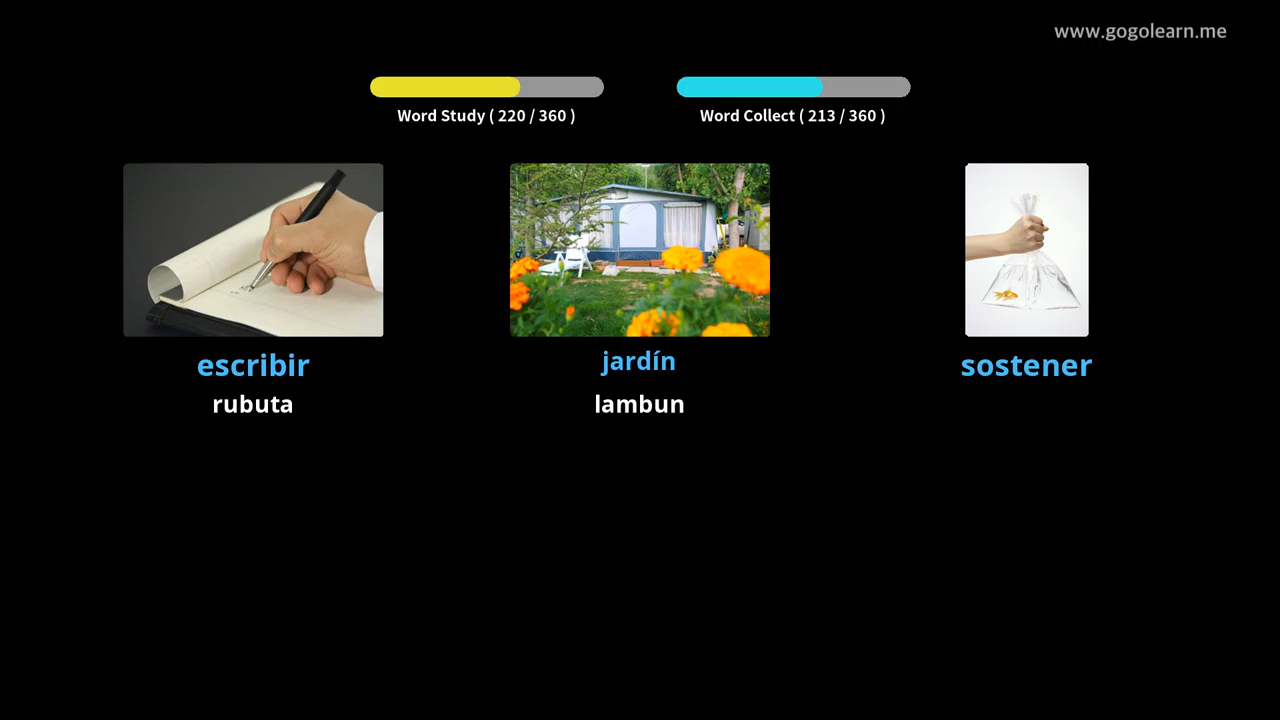 www.gogolearn.me
Word Study ( 220 / 360 )
Word Collect ( 213 / 360 )
escribir
rubuta
jardín
lambun
sostener